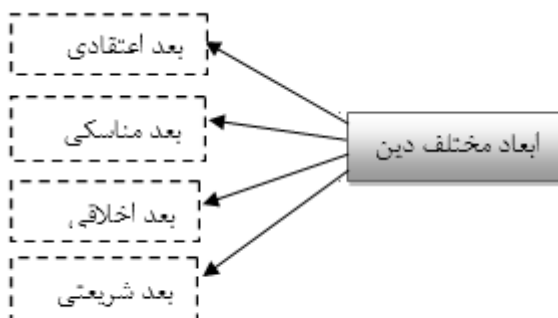 ابعاد مختلف دین
بعد اعتقادی
بعد مناسکی
بعد اخلاقی
بعد شریعتی